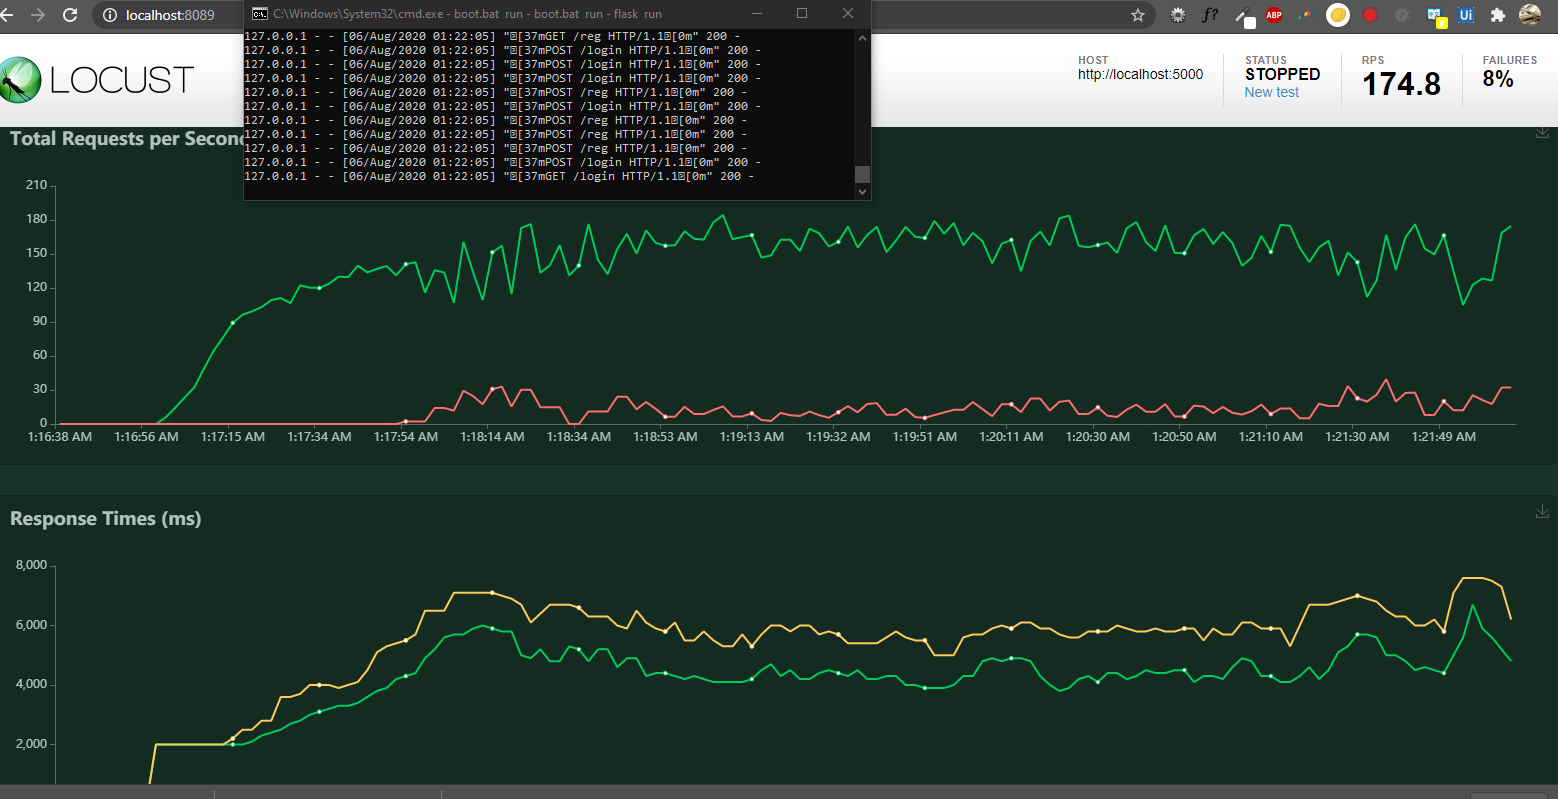 localhost:8089
C:\Windows\System32\cmd.exe - boot.bat run - boot.bat run - flask run
ABP
Ui
127.0.0.1 - - [06/Aug/2020 01:22:05] "[37mGET /reg HTTP/1.1[0m" 200 -
127.0.0.1 - - [06/Aug/2020 01:22:05] "[37mPOST /login HTTP/1.1[0m" 200 -
127.0.0.1 - - [06/Aug/2020 01:22:05] "[37mPOST /login HTTP/1.1[0m" 200 -
127.0.0.1 - - [06/Aug/2020 01:22:05] "[37mPOST /login HTTP/1.1[0m" 200 -
127.0.0.1 - - [06/Aug/2020 01:22:05] "[37mPOST /reg HTTP/1.1[0m" 200 -
127.0.0.1 - - [06/Aug/2020 01:22:05] "[37mPOST /login HTTP/1.1[0m" 200 -
127.0.0.1 - - [06/Aug/2020 01:22:05] "[37mPOST /reg HTTP/1.1[0m" 200 -
127.0.0.1 - - [06/Aug/2020 01:22:05] "[37mPOST /reg HTTP/1.1[0m" 200 -
127.0.0.1 - - [06/Aug/2020 01:22:05] "[37mPOST /reg HTTP/1.1[0m" 200 -
127.0.0.1 - - [06/Aug/2020 01:22:05] "[37mPOST /login HTTP/1.1[0m" 200 -
127.0.0.1 - - [06/Aug/2020 01:22:05] "[37mGET /login HTTP/1.1[0m" 200 -
LOCUST
HOST
http://localhost:5000
STATUS
STOPPED
New test
RPS
174.8
FAILURES
8%
Total Requests per Secon
210
180
150
120
90
60
30
0
1:16:38 AM 1:16:56 AM 1:17:15 AM 1:17:34 AM 1:17:54 AM 1:18:14 AM 1:18:34 AM 1:18:53 AM 1:19:13 AM 1:19:32 AM 1:19:51 AM 1:20:11 AM 1:20:30 AM 1:20:50 AM 1:21:10 AM 1:21:30 AM 1:21:49 AM
Response Times (ms)
8,000
6,000
4,000
2,000